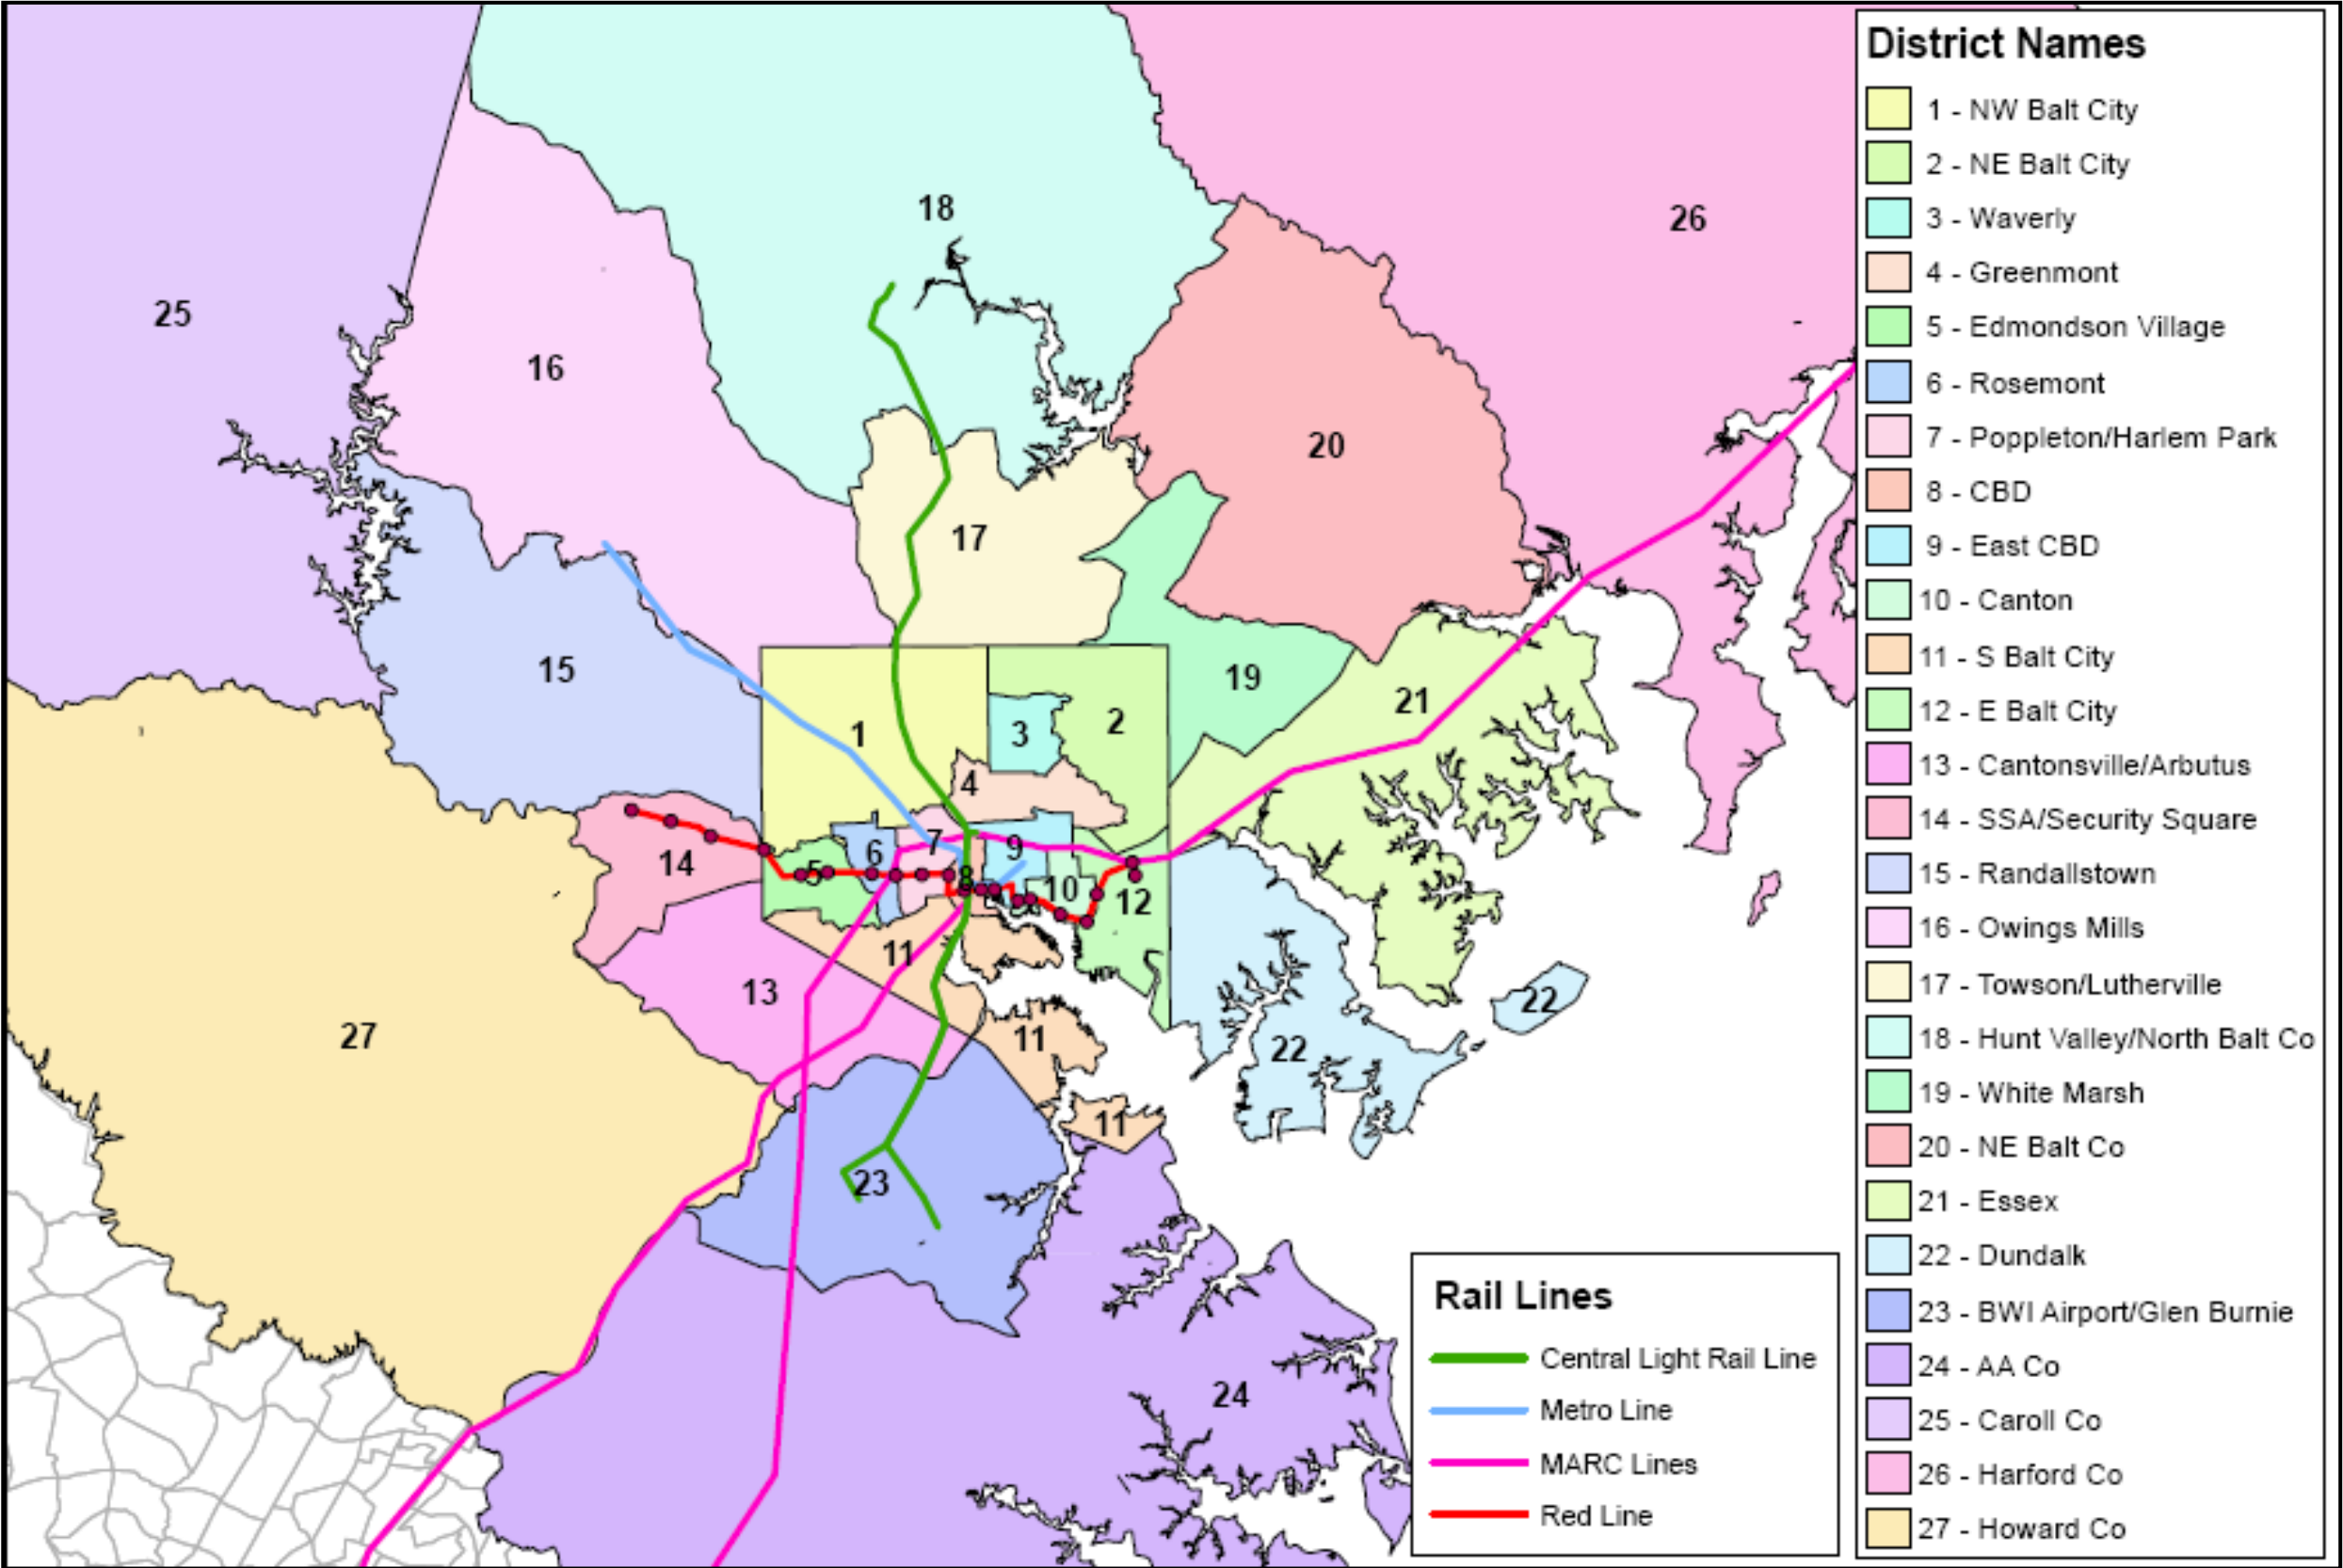 18
26
25
16
20
17
15
19
21
1
3
2
4
6
7
9
14
5
10
12
11
13
22
27
11
22
11
23
24
District Names
1 - NW Balt City
2 - NE Balt City
3 - Waverly
4 - Greenmont
5 - Edmondson Village
6 - Rosemont
7 - Poppleton/Harlem Park
8 - CBD
9 - East CBD
10 - Canton
11 - S Balt City
12 - E Balt City
13 - Cantonsville/Arbutus
14 - SSA/Security Square
15 - Randallstown
16 - Owings Mills
17 - Towson/Lutherville
18 - Hunt Valley/North Balt Co
19 - White Marsh
20 - NE Balt Co
21 - Essex
22 - Dundalk
23 - BWI Airport/Glen Burnie
24 - AA Co
25 - Caroll Co
26 - Harford Co
27 - Howard Co
Rail Lines
Central Light Rail Line
Metro Line
MARC Lines
Red Line